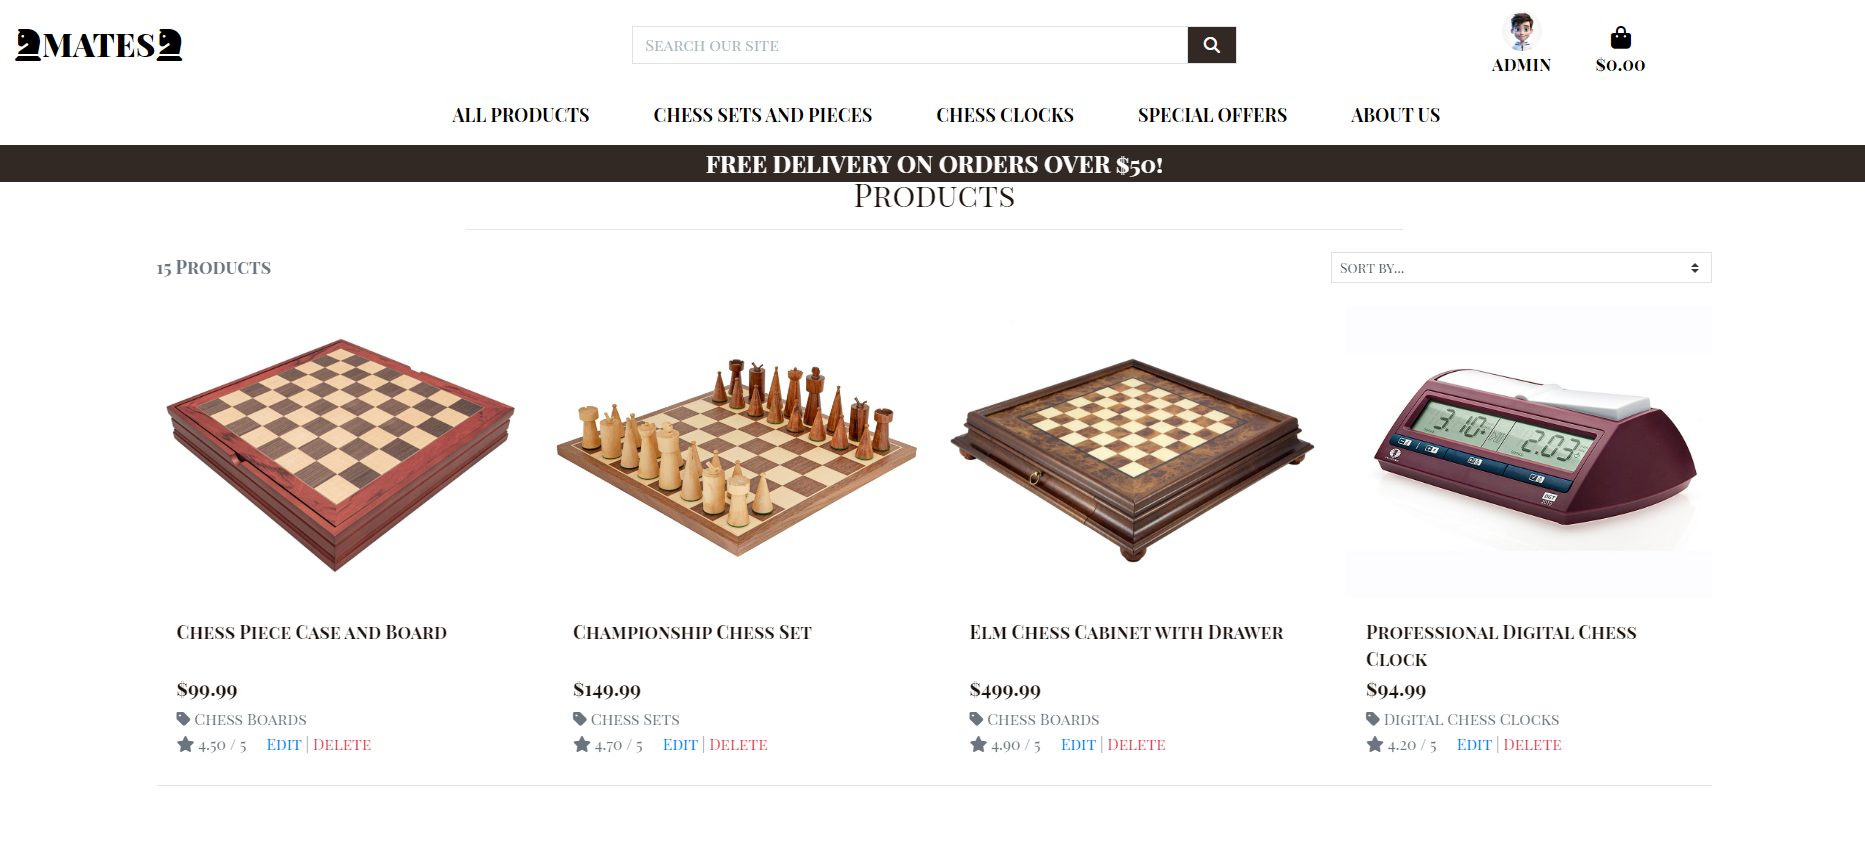 MATES
Search our site
ADMIN
$0.00
ALL PRODUCTS CHESS SETS AND PIECES CHESS CLOCKS SPECIAL OFFERS ABOUT US
FREE DELIVERY ON ORDERS OVER $50!
Products
15 Products
Sort by...
3.10 2.03
DGT
2010
Chess Piece Case and Board
$99.99
Chess Boards
4.50 / 5 Edit | Delete
Championship Chess Set
$149.99
Chess Sets
4.70 / 5 Edit | Delete
Elm Chess Cabinet with Drawer
$499.99
Chess Boards
4.90 / 5 Edit | Delete
Professional Digital Chess
Clock
$94.99
Digital Chess Clocks
4.20 / 5 Edit | Delete